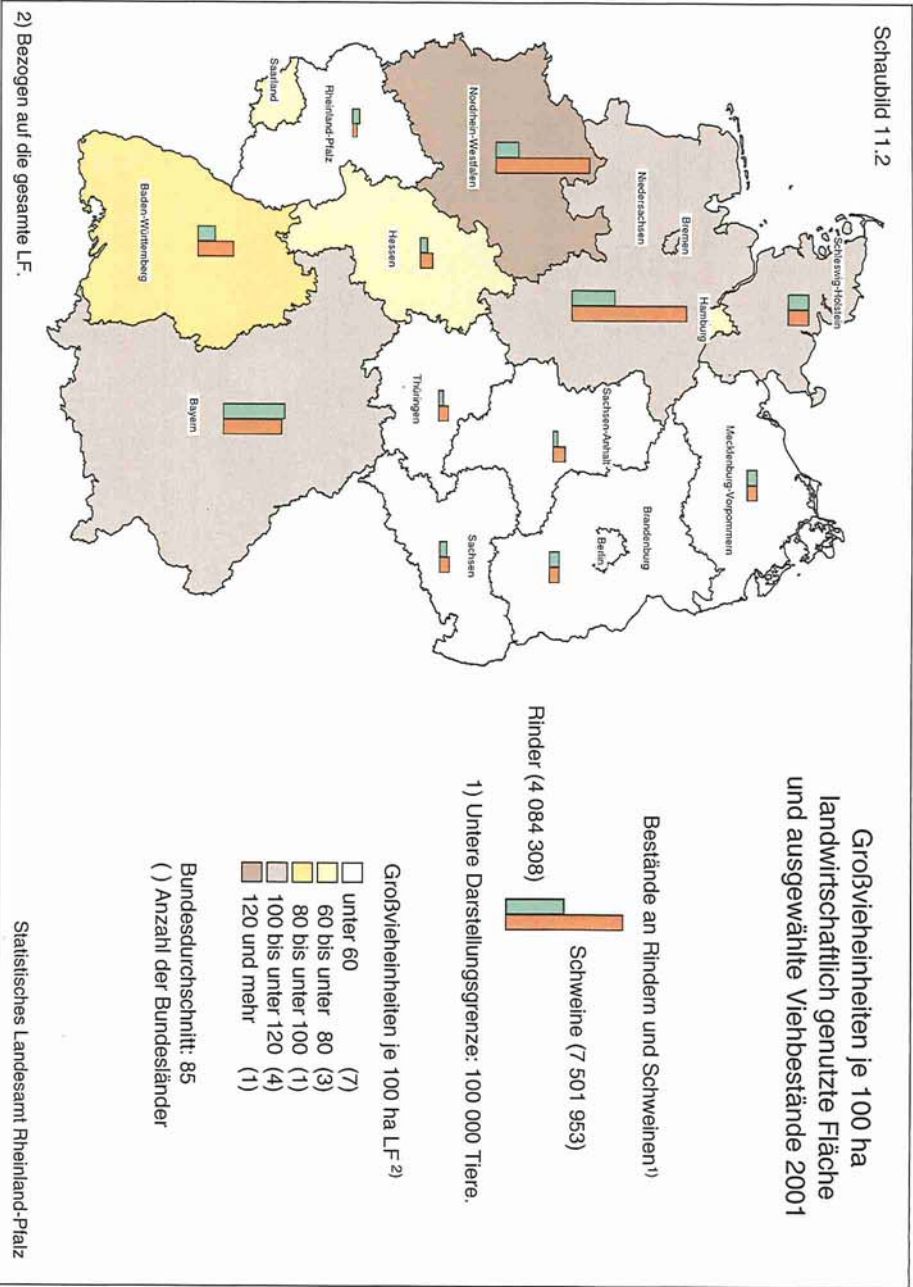 Schaubild 11.2
Großvieheinheiten je 100 ha
landwirtschaftlich genutzte Fläche
und ausgewählte Viehbestände 2001
Schleswig-Holstein
Hamburg
Mecklenburg-Vorpommern
Bremen
Niedersachsen
Brandenburg
Berlin
Sachsen-Anhalt
Nordrhein-Westfalen
Hessen
Thüringen
Sachsen
Rheinland-Pfalz
Saarland
Baden-Württemberg
Bayern
Bestände an Rindern und Schweinen¹⁾
Rinder (4 084 308)
Schweine (7 501 953)
1) Untere Darstellungsgrenze: 100 000 Tiere.
Großvieheinheiten je 100 ha LF ²⁾
unter 60 (7)
60 bis unter 80 (3)
80 bis unter 100 (1)
100 bis unter 120 (4)
120 und mehr (1)
Bundesdurchschnitt: 85
( ) Anzahl der Bundesländer
2) Bezogen auf die gesamte LF.
Statistisches Landesamt Rheinland-Pfalz